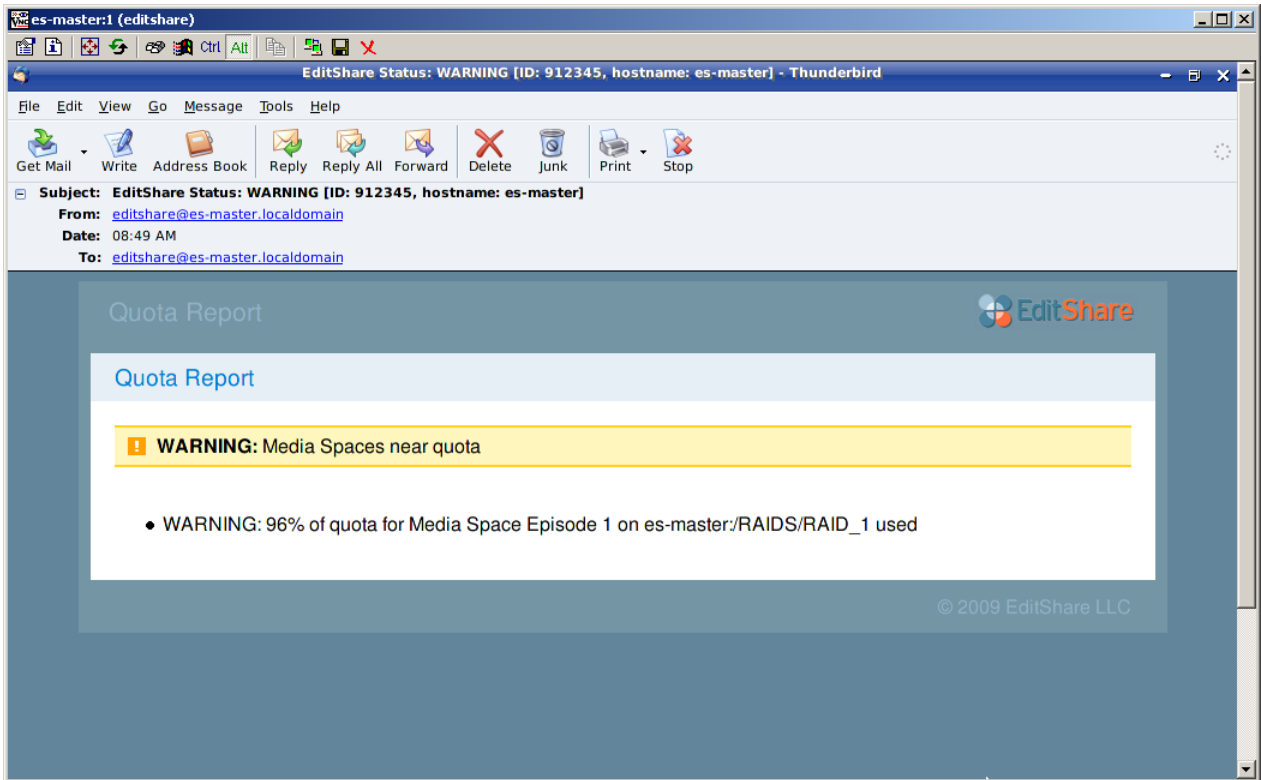 es-master:1 (editshare)
Ctrl Alt
EditShare Status: WARNING [ID: 912345, hostname: es-master] - Thunderbird
File Edit View Go Message Tools Help
Get Mail Write Address Book Reply Reply All Forward Delete Junk Print Stop
Subject: EditShare Status: WARNING [ID: 912345, hostname: es-master]
From: editshare@es-master.localdomain
Date: 08:49 AM
To: editshare@es-master.localdomain
Quota Report EditShare
Quota Report
! WARNING: Media Spaces near quota
• WARNING: 96% of quota for Media Space Episode 1 on es-master:/RAIDS/RAID_1 used
© 2009 EditShare LLC